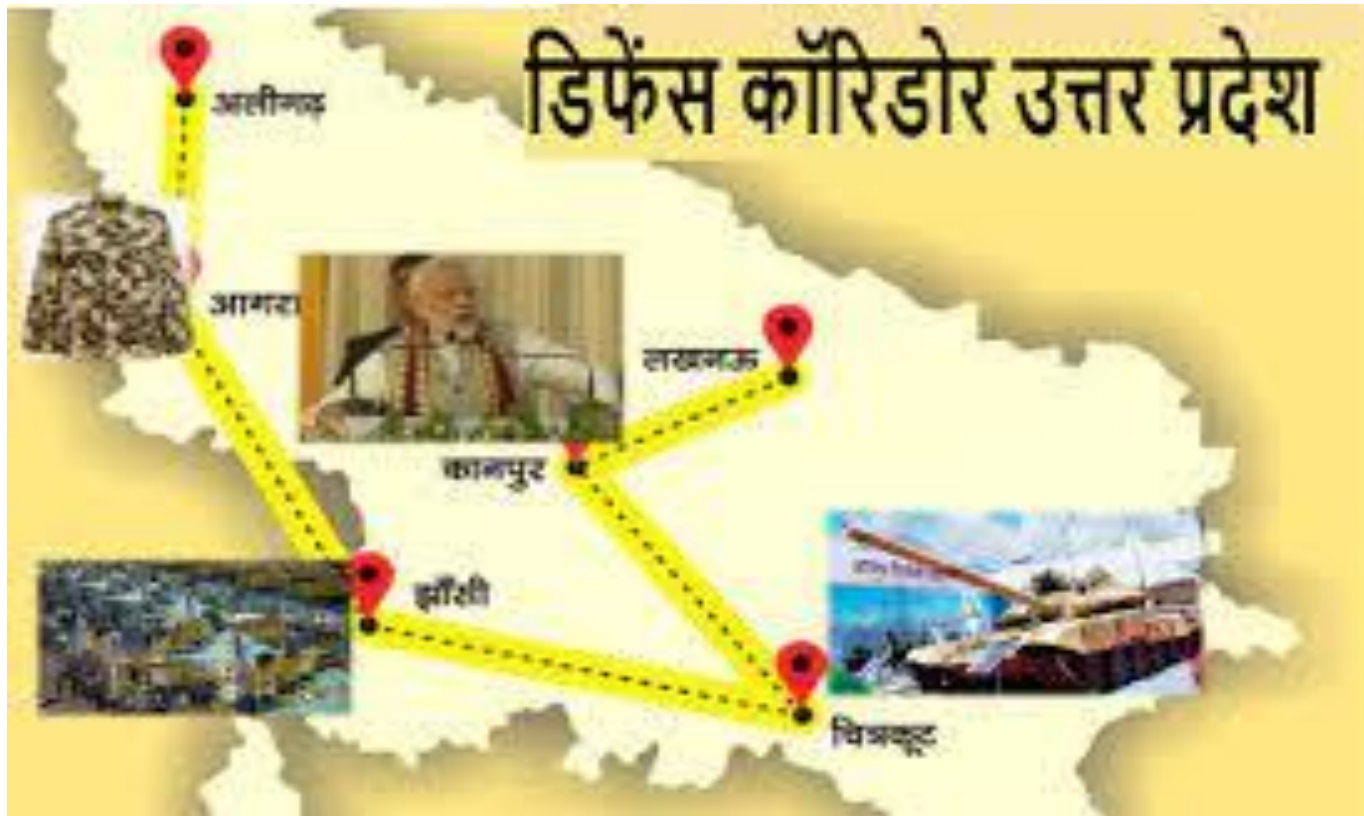 डिफेंस कॉरिडोर उत्तर प्रदेश
अलीगढ़
आगरा
लखनऊ
कानपुर
झाँसी
चित्रकूट